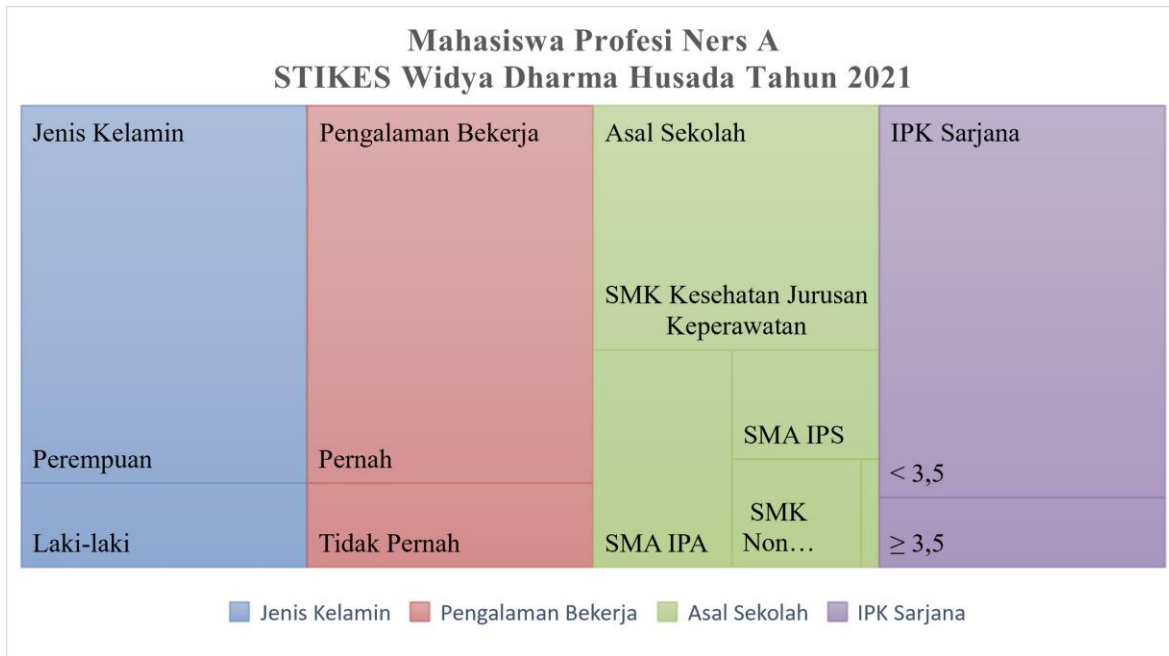 Mahasiswa Profesi Ners A
STIKES Widya Dharma Husada Tahun 2021
Jenis Kelamin
Perempuan
Laki-laki
Pengalaman Bekerja
Pernah
Tidak Pernah
Asal Sekolah
SMK Kesehatan Jurusan
Keperawatan
SMA IPA
SMA IPS
SMK
Non…
IPK Sarjana
< 3,5
≥ 3,5
Jenis Kelamin
Pengalaman Bekerja
Asal Sekolah
IPK Sarjana